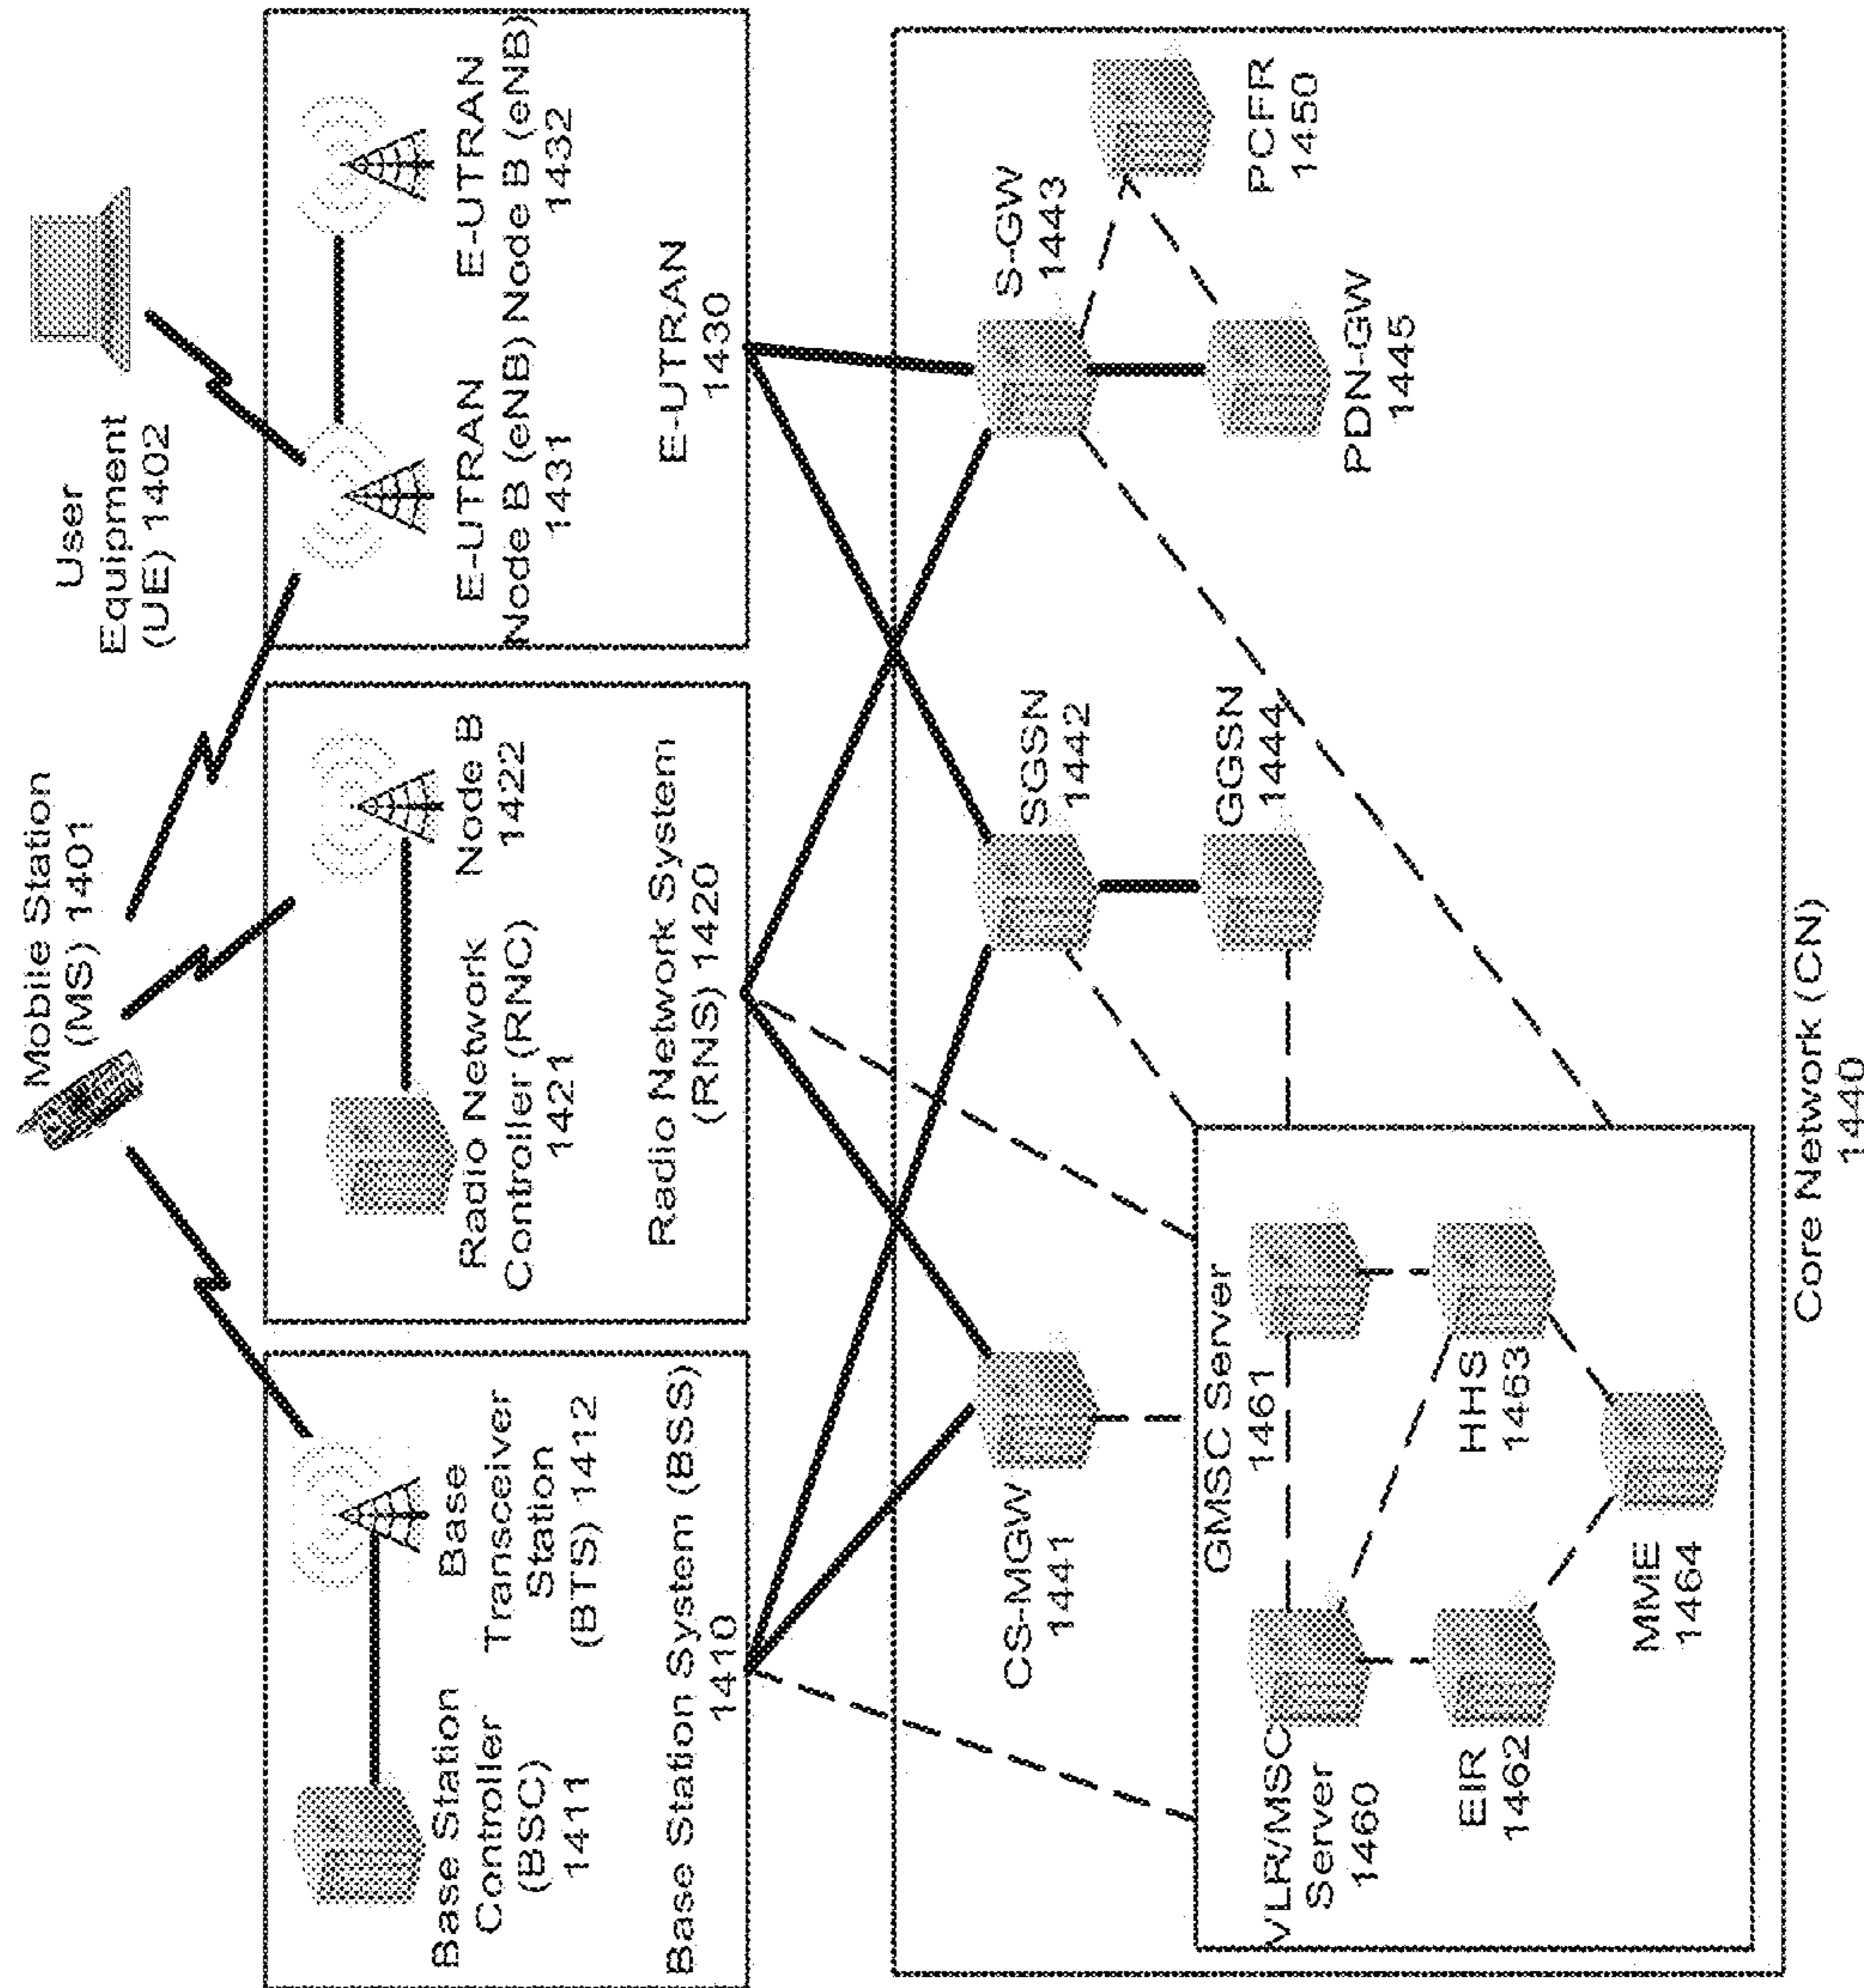 Mobile Station
(MS) 1401
User
Equipment
(UE) 1402
Base Station
Controller
(BSC)
1411
Base
Transceiver
Station
(BTS) 1412
Base Station System (BSS)
1410
Radio Network
Controller (RNC)
1421
Node B
1422
Radio Network System
(RNS) 1420
E-UTRAN
Node B (eNB)
1431
E-UTRAN
Node B (eNB)
1432
E-UTRAN
1430
CS-MGW
1441
SGSN
1442
GGSN
1444
S-GW
1443
PDN-GW
1445
PCFR
1450
GMSC Server
1461
VLR/MSC
Server
1460
EIR
1462
HHS
1463
MME
1464
Core Network (CN)
1440